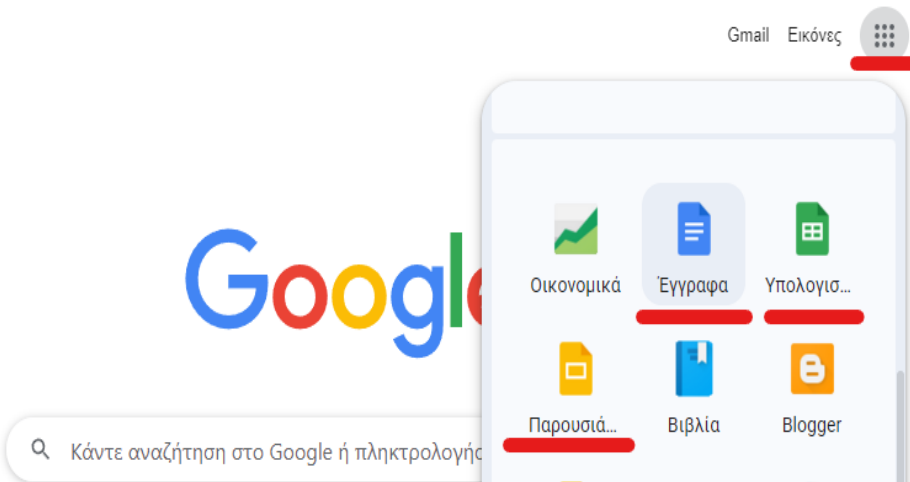 Gmail Εικόνες
Οικονομικά Έγγραφα Υπολογισ...
Google
Παρουσιά... Βιβλία Blogger
Κάντε αναζήτηση στο Google ή πληκτρολογήσ